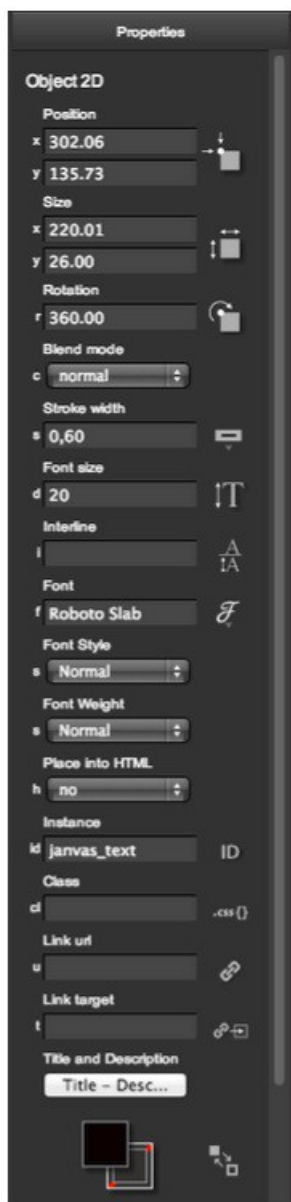 Properties
Object 2D
Position
x 302.06
y 135.73
Size
x 220.01
y 26.00
Rotation
r 360.00
Blend mode
c normal
Stroke width
s 0,60
Font size
d 20
Interline
i
Font
f Roboto Slab
Font Style
s Normal
Font Weight
s Normal
Place into HTML
h no
Instance
id janvas_text ID
Class
cl .css{}
Link url
u
Link target
t
Title and Description
Title - Desc...